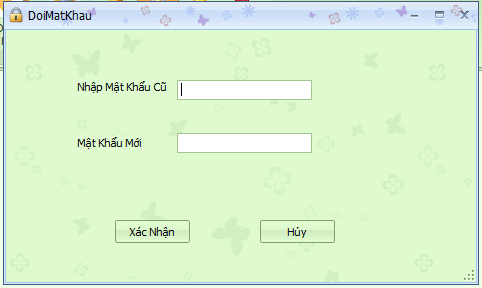 DoiMatKhau
Nhập Mật Khẩu Cũ
Mật Khẩu Mới
Xác Nhận
Hủy